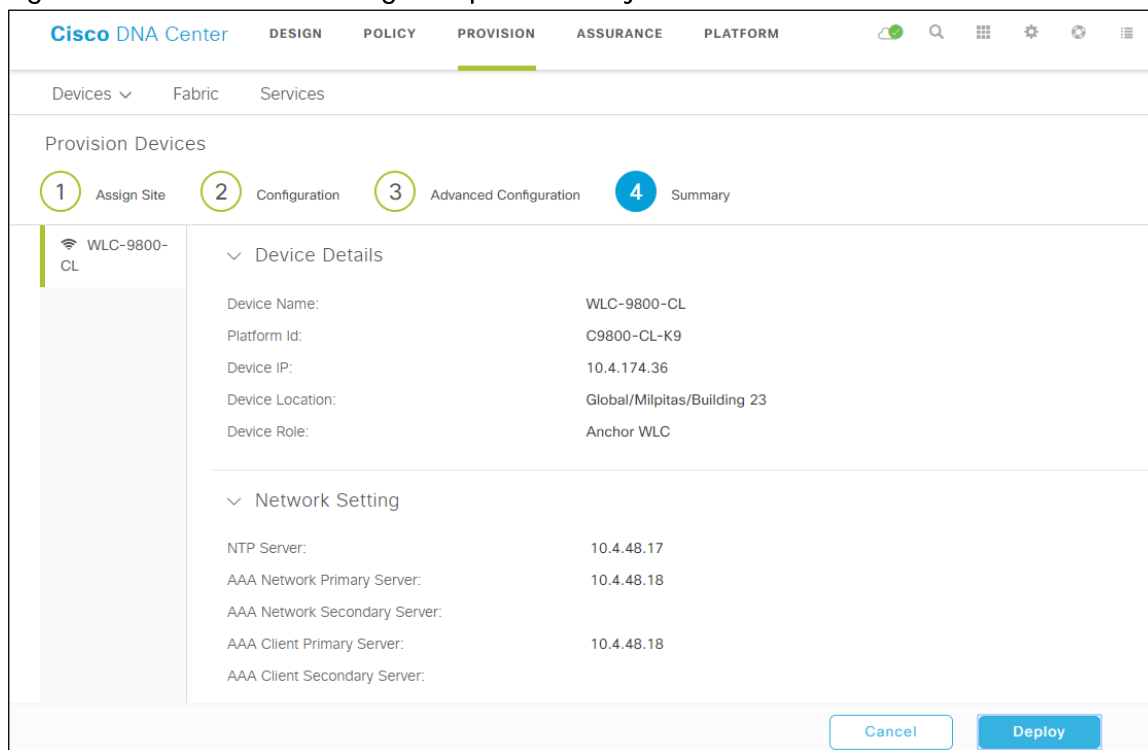 Cisco DNA Center DESIGN POLICY PROVISION ASSURANCE PLATFORM
Devices Fabric Services
Provision Devices
1 Assign Site 2 Configuration 3 Advanced Configuration 4 Summary
WLC-9800-
CL
Device Details
Device Name: WLC-9800-CL
Platform Id: C9800-CL-K9
Device IP: 10.4.174.36
Device Location: Global/Milpitas/Building 23
Device Role: Anchor WLC
Network Setting
NTP Server: 10.4.48.17
AAA Network Primary Server: 10.4.48.18
AAA Network Secondary Server:
AAA Client Primary Server: 10.4.48.18
AAA Client Secondary Server:
Cancel Deploy